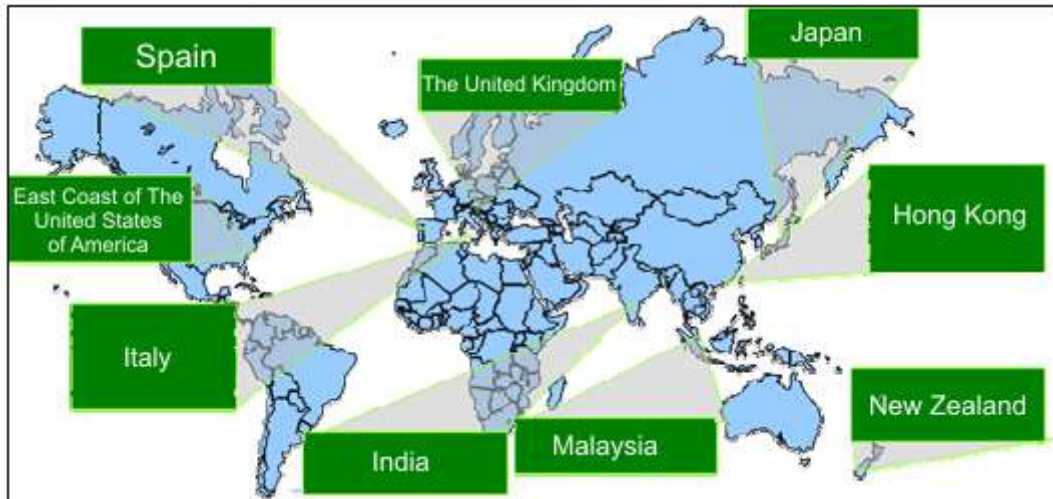 Spain
The United Kingdom
Japan
East Coast of The
United States
of America
Hong Kong
Italy
India
Malaysia
New Zealand